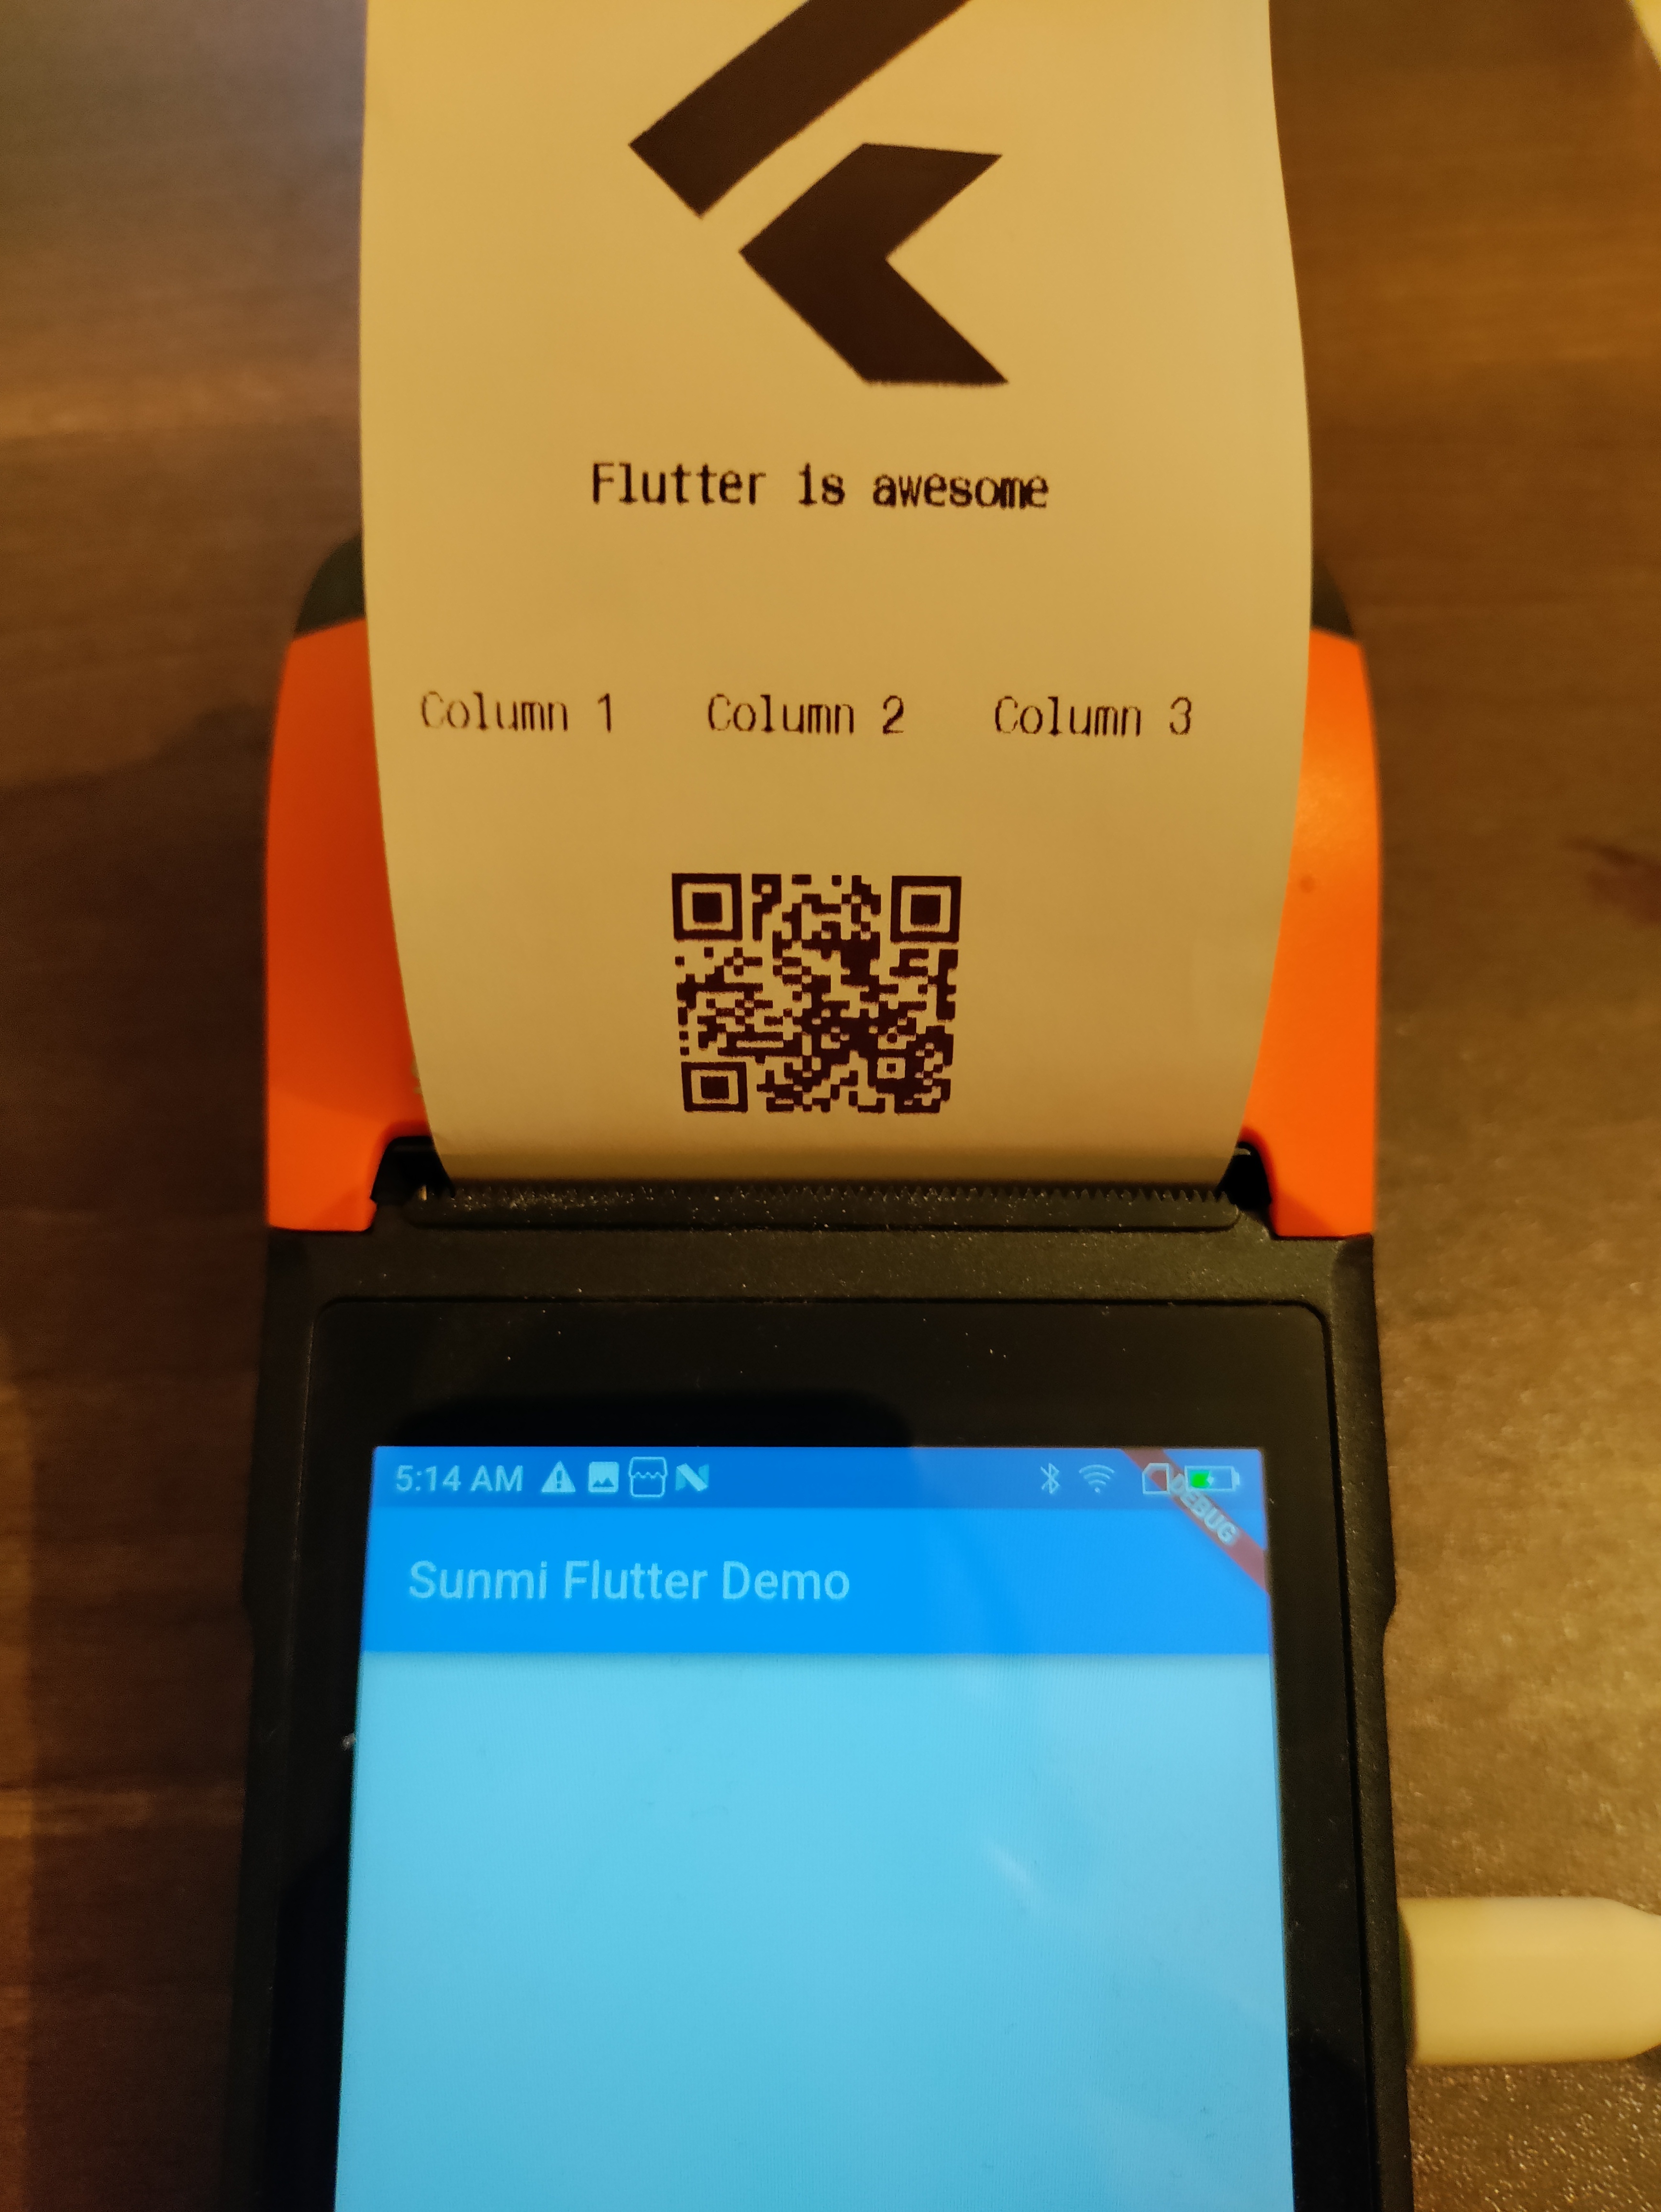 Flutter is awesome
Column 1 Column 2 Column 3
5:14 AM
DEBUG
Sunmi Flutter Demo